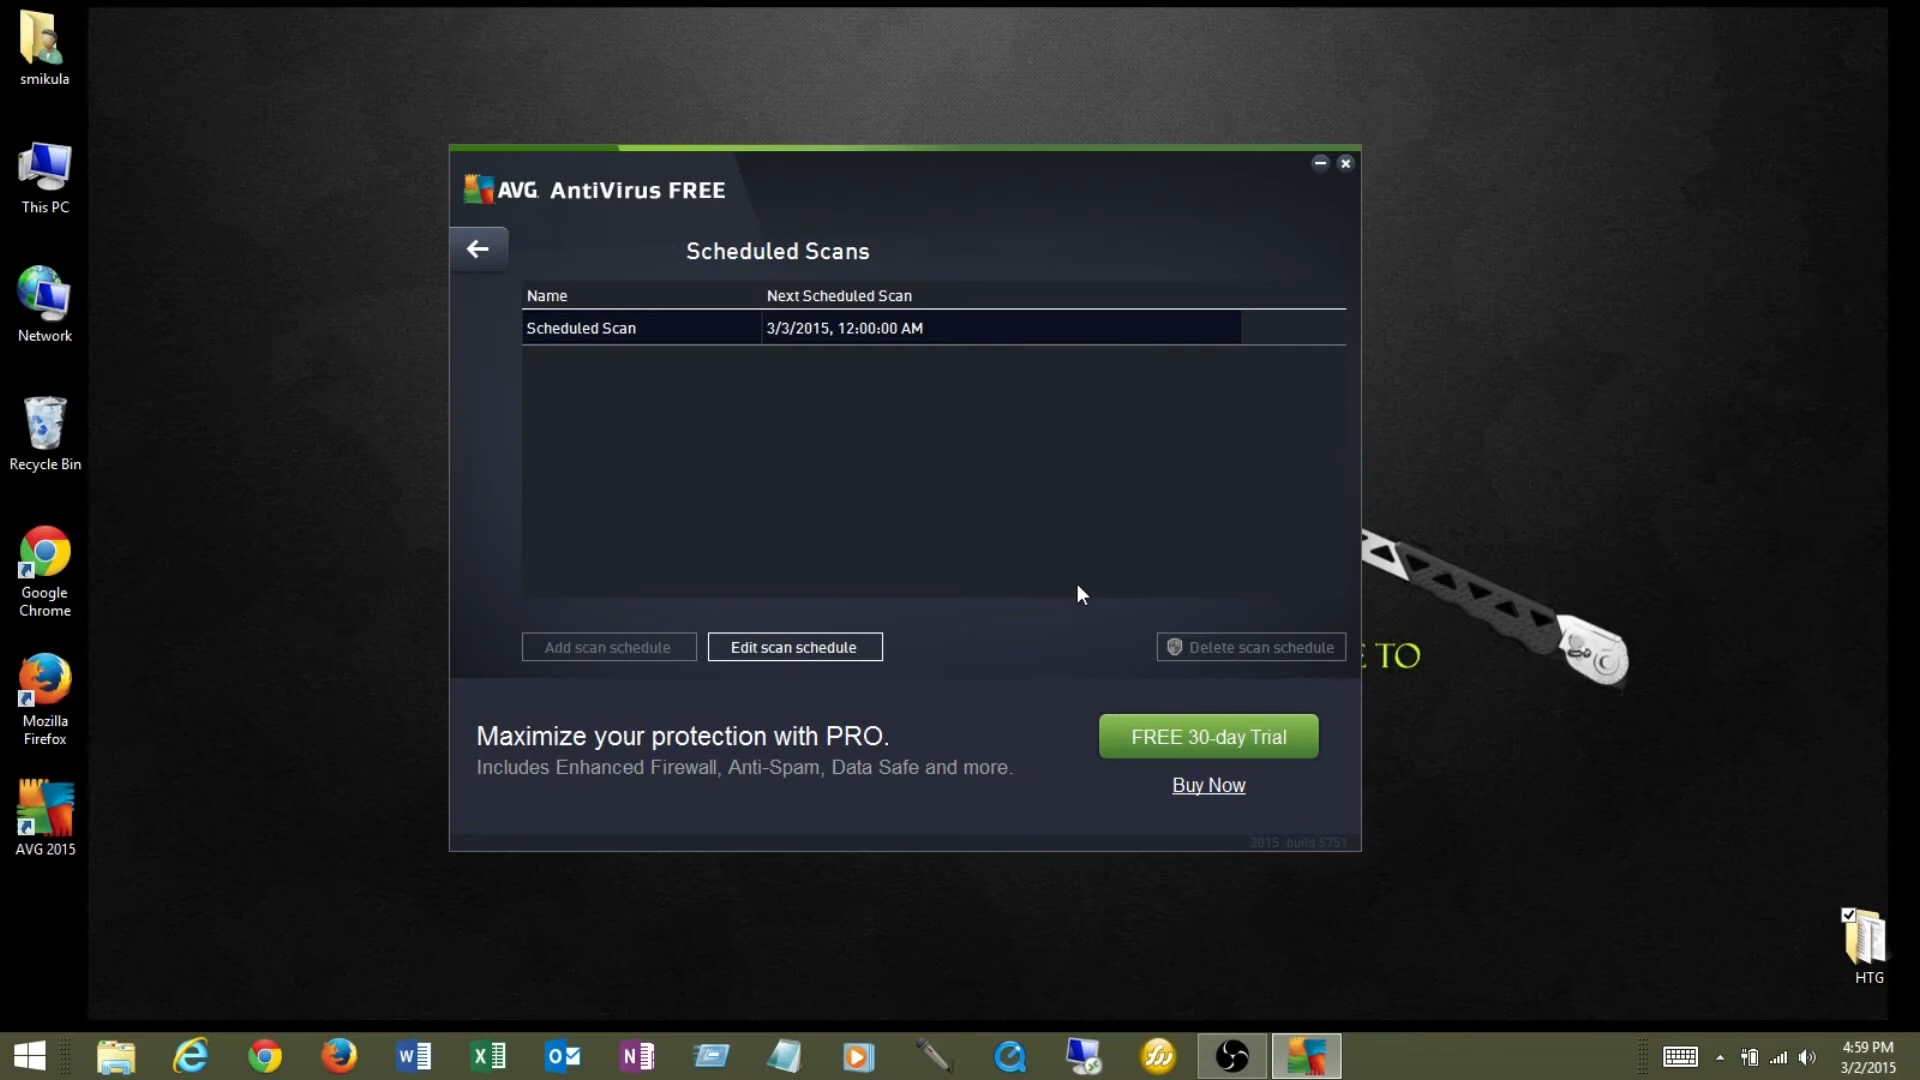 smikula
This PC
Network
Recycle Bin
Google
Chrome
Mozilla
Firefox
AVG 2015
AVG. AntiVirus FREE
Scheduled Scans
Name Next Scheduled Scan
Scheduled Scan 3/3/2015, 12:00:00 AM
Add scan schedule Edit scan schedule Delete scan schedule
Maximize your protection with PRO.
Includes Enhanced Firewall, Anti-Spam, Data Safe and more.
FREE 30-day Trial
Buy Now
2015 build 5751
TO
HTG
4:59 PM
3/2/2015